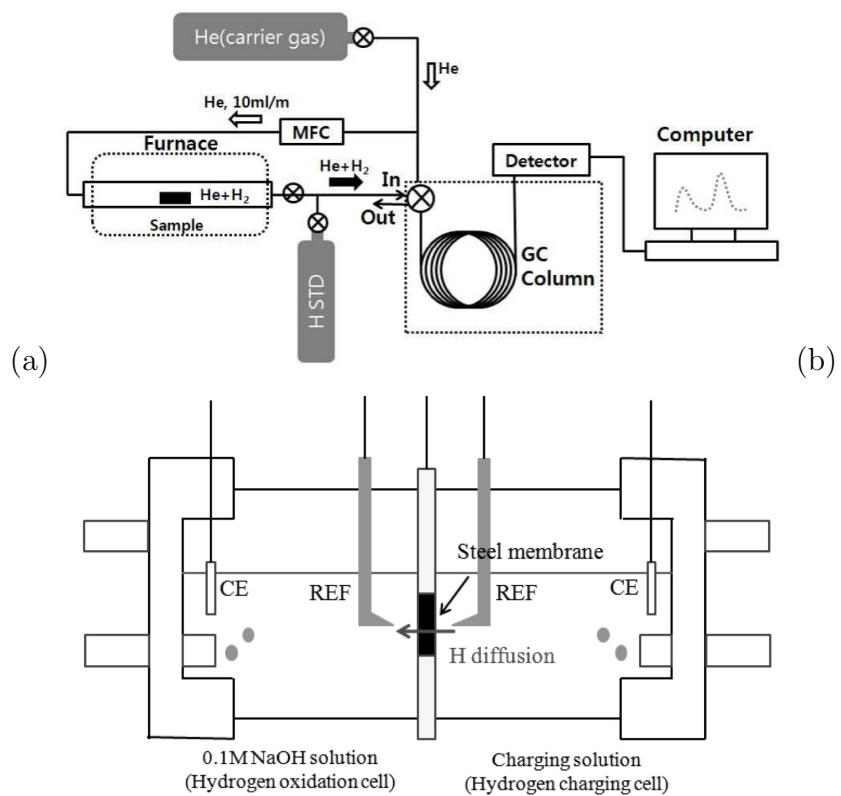 He(carrier gas)
He
He, 10ml/m
MFC
Furnace
He+H2
In
Out
He+H2
Sample
H STD
Detector
GC
Column
Computer
(a)
(b)
Steel membrane
CE
REF
REF
CE
H diffusion
0.1M NaOH solution
(Hydrogen oxidation cell)
Charging solution
(Hydrogen charging cell)